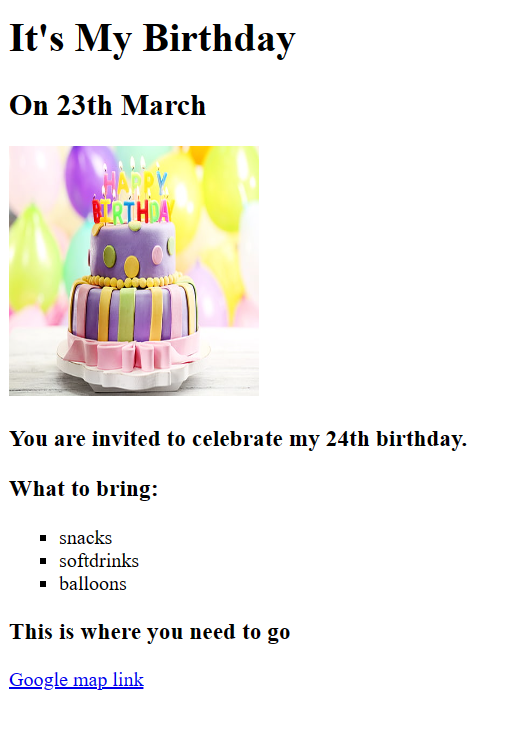 It's My Birthday
On 23th March
HAPPY
BIRTHDAY
You are invited to celebrate my 24th birthday.
What to bring:
snacks
softdrinks
balloons
This is where you need to go
Google map link